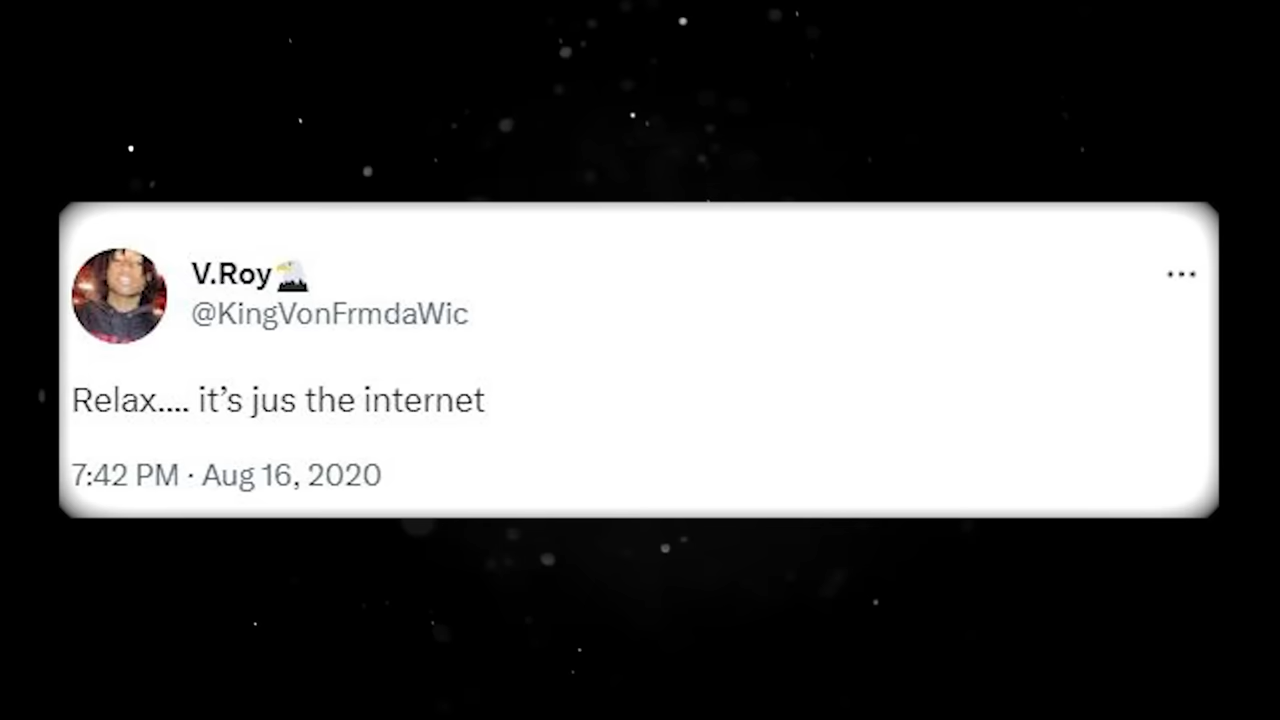 V.Roy
@KingVonFrmdaWic
Relax.... it's jus the internet
7:42 PM · Aug 16, 2020